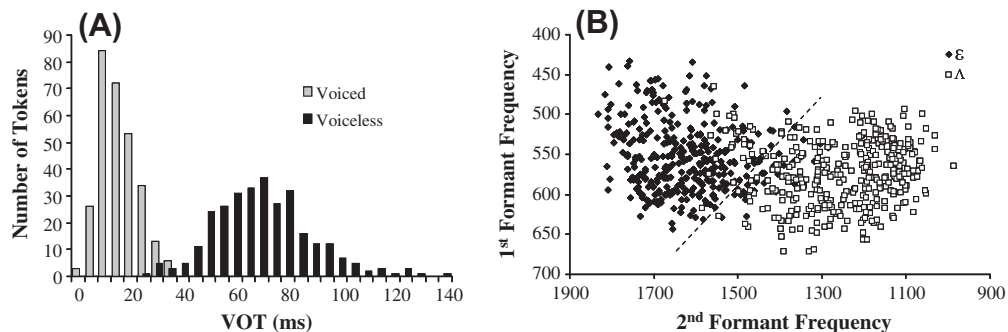 (A)
90
80
70
60
50
40
30
20
10
0
Number of Tokens
Voiced
Voiceless
0 20 40 60 80 100 120 140
VOT (ms)
(B)
400
450
500
550
600
650
700
1st Formant Frequency
ε
Λ
1900 1700 1500 1300 1100 900
2nd Formant Frequency